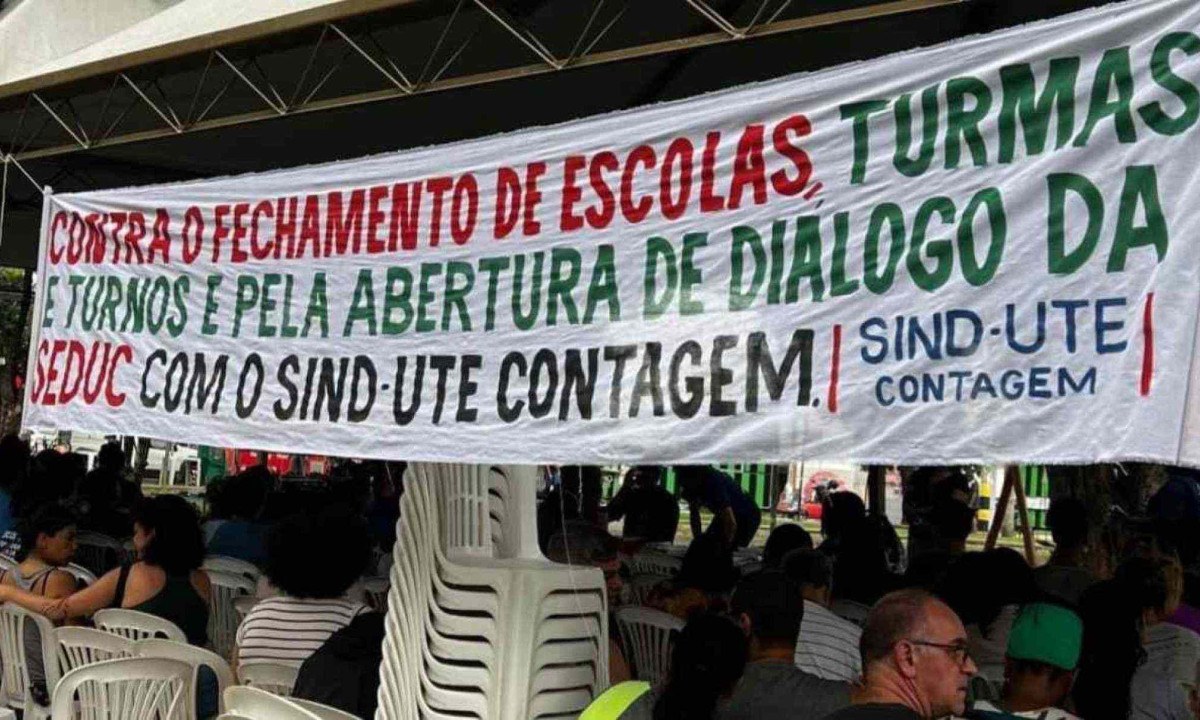 CONTRA O FECHAMENTO DE ESCOLAS, TURMAS
E TURNOS E PELA ABERTURA DE DIÁLOGO DA
SEDUC COM O SIND-UTE CONTAGEM.
SIND-UTE
CONTAGEM